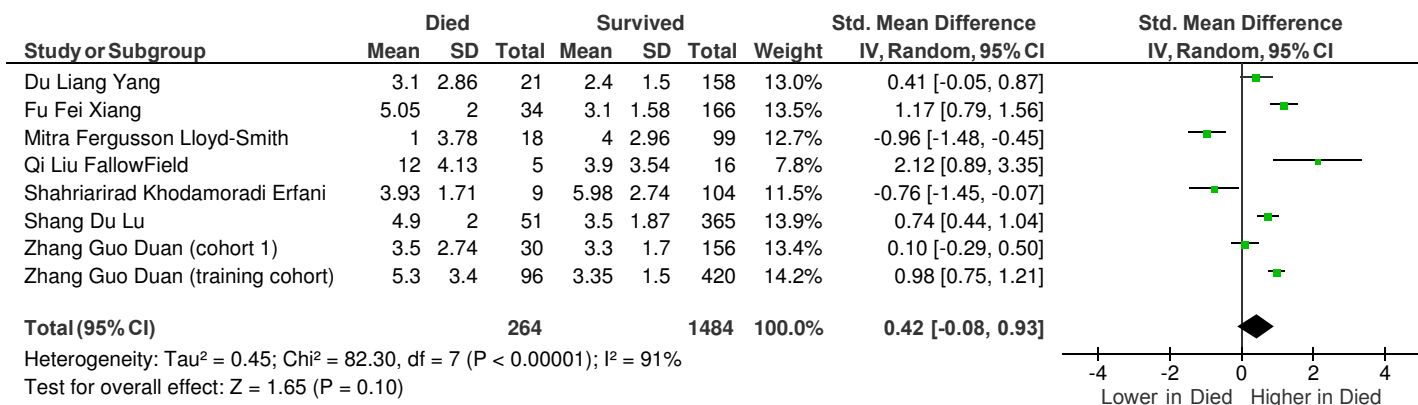 Died Survived Std. Mean Difference Std. Mean Difference
Study or Subgroup Mean SD Total Mean SD Total Weight IV, Random, 95% CI IV, Random, 95% CI
Du Liang Yang 3.1 2.86 21 2.4 1.5 158 13.0% 0.41 [-0.05, 0.87]
Fu Fei Xiang 5.05 2 34 3.1 1.58 166 13.5% 1.17 [0.79, 1.56]
Mitra Fergusson Lloyd-Smith 1 3.78 18 4 2.96 99 12.7% -0.96 [-1.48, -0.45]
Qi Liu FallowField 12 4.13 5 3.9 3.54 16 7.8% 2.12 [0.89, 3.35]
Shahriarirad Khodamoradi Erfani 3.93 1.71 9 5.98 2.74 104 11.5% -0.76 [-1.45, -0.07]
Shang Du Lu 4.9 2 51 3.5 1.87 365 13.9% 0.74 [0.44, 1.04]
Zhang Guo Duan (cohort 1) 3.5 2.74 30 3.3 1.7 156 13.4% 0.10 [-0.29, 0.50]
Zhang Guo Duan (training cohort) 5.3 3.4 96 3.35 1.5 420 14.2% 0.98 [0.75, 1.21]
Total (95% CI) 264 1484 100.0% 0.42 [-0.08, 0.93]
Heterogeneity: Tau² = 0.45; Chi² = 82.30, df = 7 (P < 0.00001); I² = 91%
Test for overall effect: Z = 1.65 (P = 0.10)
-4 -2 0 2 4
Lower in Died Higher in Died